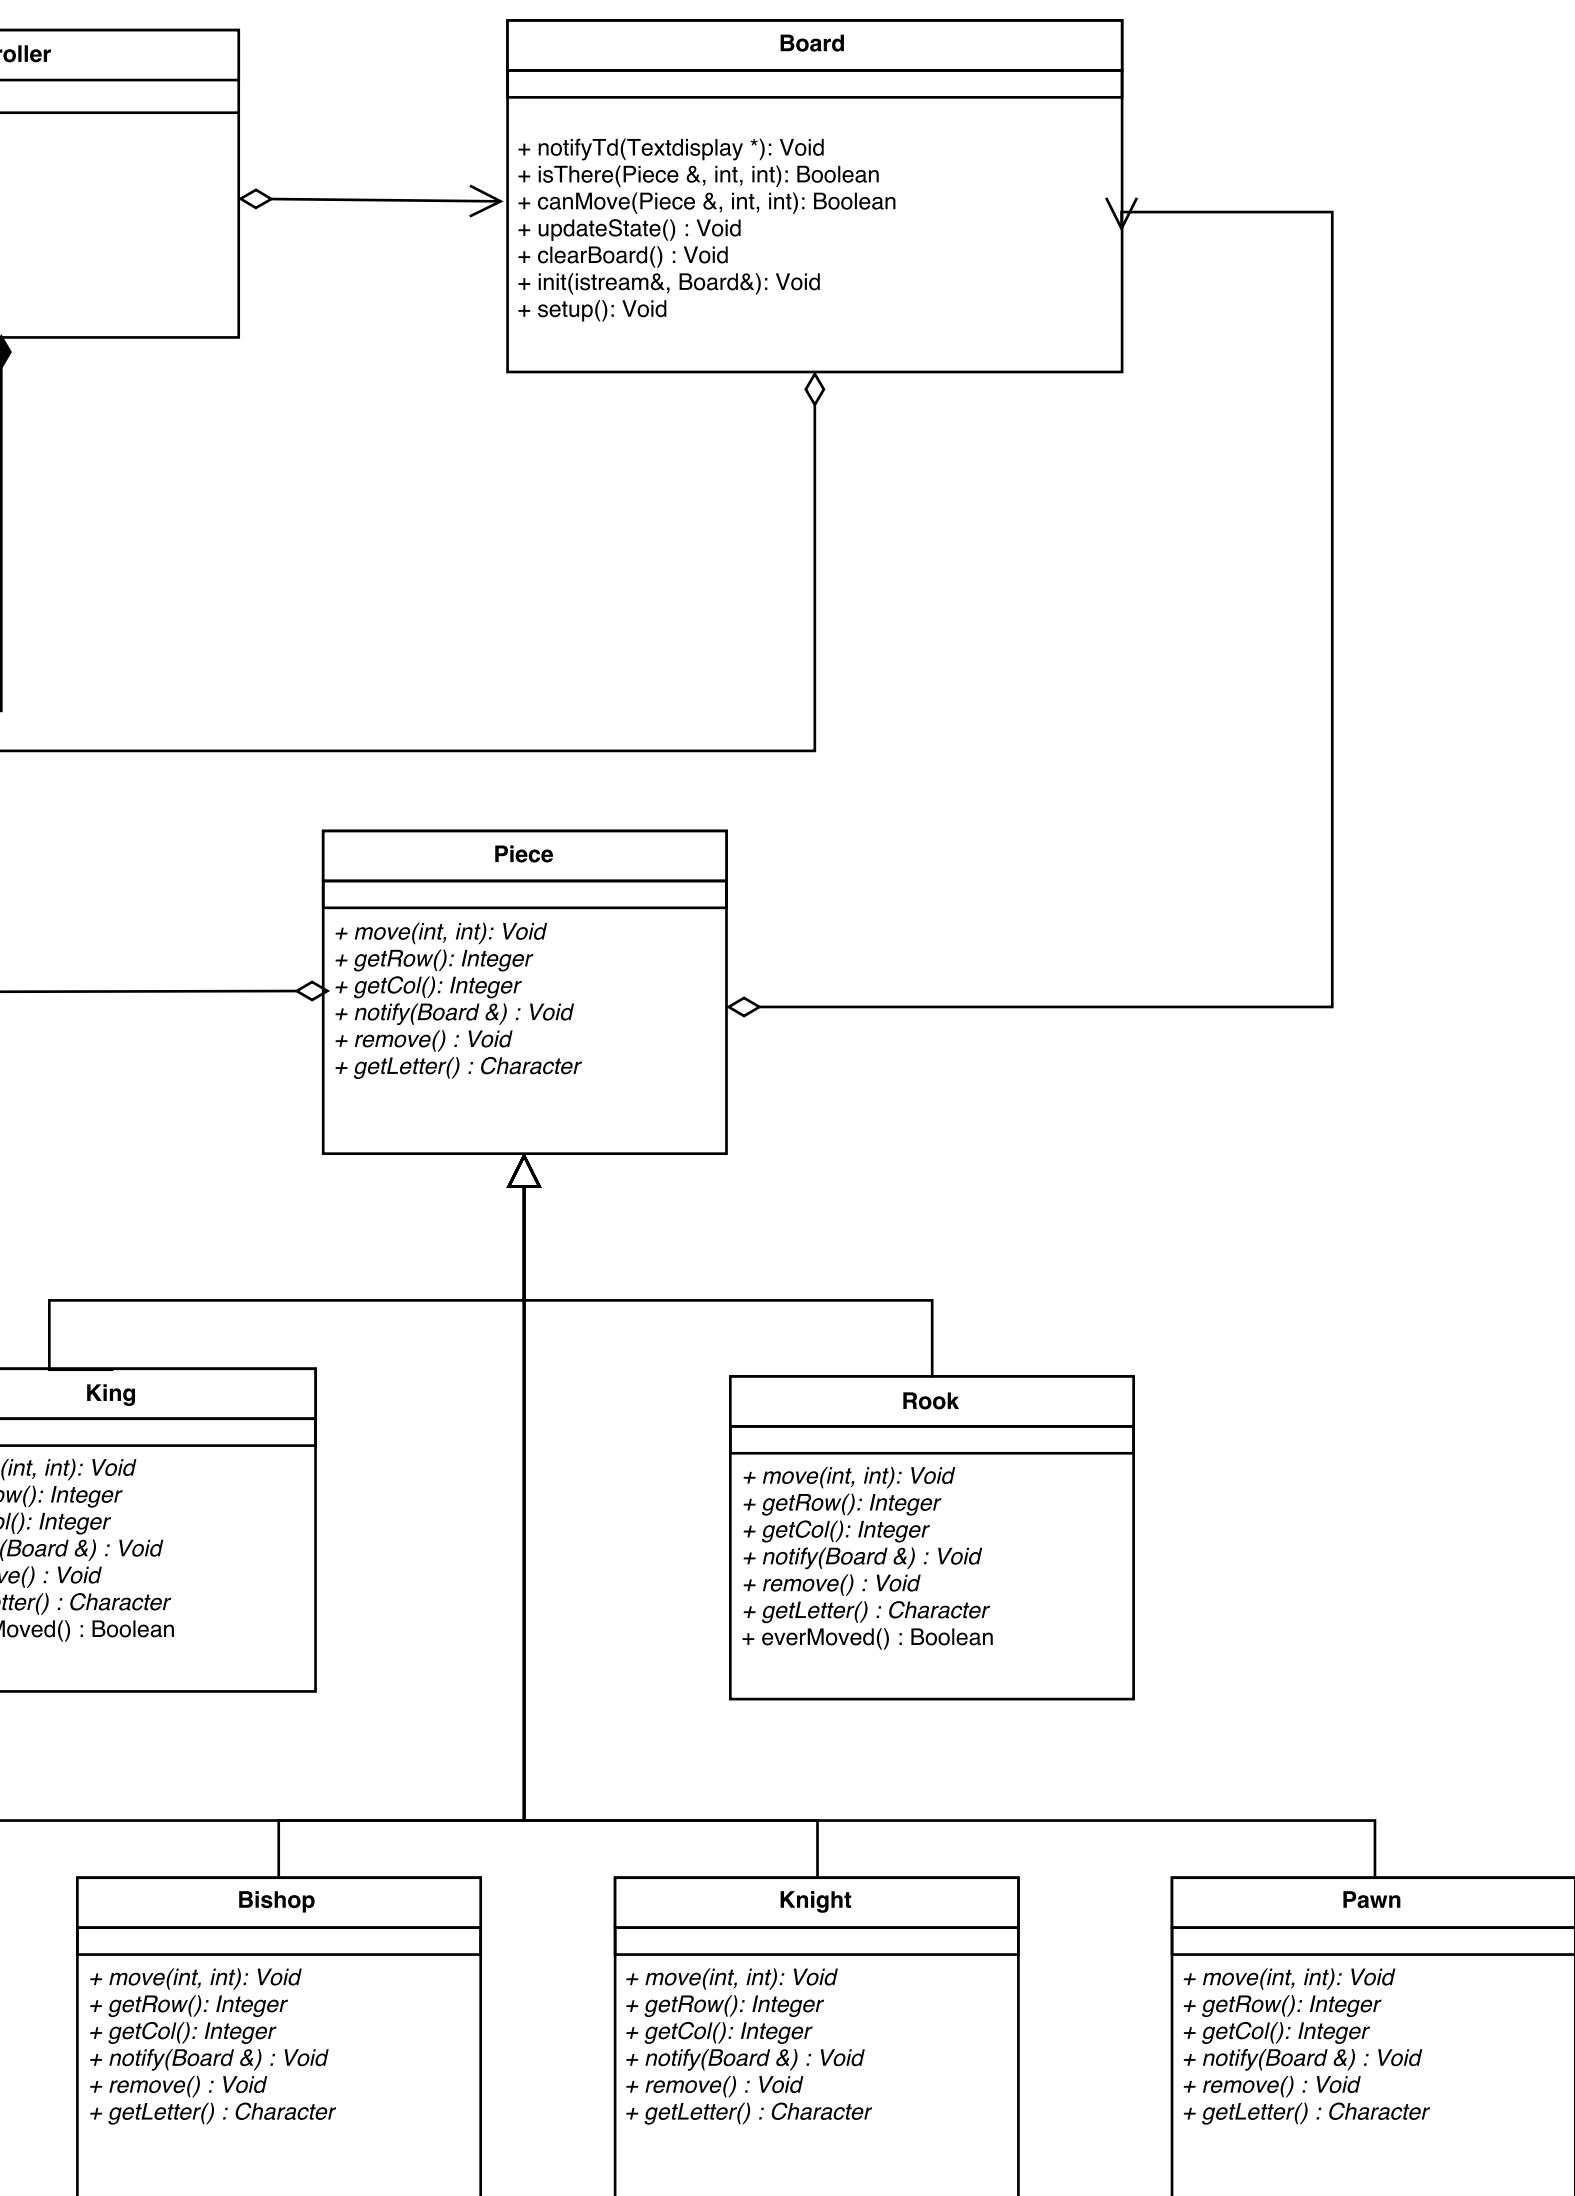 roller
Board
+ notifyTd(Textdisplay *): Void
+ isThere(Piece &, int, int): Boolean
+ canMove(Piece &, int, int): Boolean
+ updateState() : Void
+ clearBoard() : Void
+ init(istream&, Board&): Void
+ setup(): Void
Piece
+ move(int, int): Void
+ getRow(): Integer
+ getCol(): Integer
+ notify(Board &) : Void
+ remove() : Void
+ getLetter() : Character
King
(int, int): Void
ow(): Integer
ol(): Integer
(Board &) : Void
ve() : Void
etter() : Character
Moved() : Boolean
Rook
+ move(int, int): Void
+ getRow(): Integer
+ getCol(): Integer
+ notify(Board &) : Void
+ remove() : Void
+ getLetter() : Character
+ everMoved() : Boolean
Bishop
+ move(int, int): Void
+ getRow(): Integer
+ getCol(): Integer
+ notify(Board &) : Void
+ remove() : Void
+ getLetter() : Character
Knight
+ move(int, int): Void
+ getRow(): Integer
+ getCol(): Integer
+ notify(Board &) : Void
+ remove() : Void
+ getLetter() : Character
Pawn
+ move(int, int): Void
+ getRow(): Integer
+ getCol(): Integer
+ notify(Board &) : Void
+ remove() : Void
+ getLetter() : Character